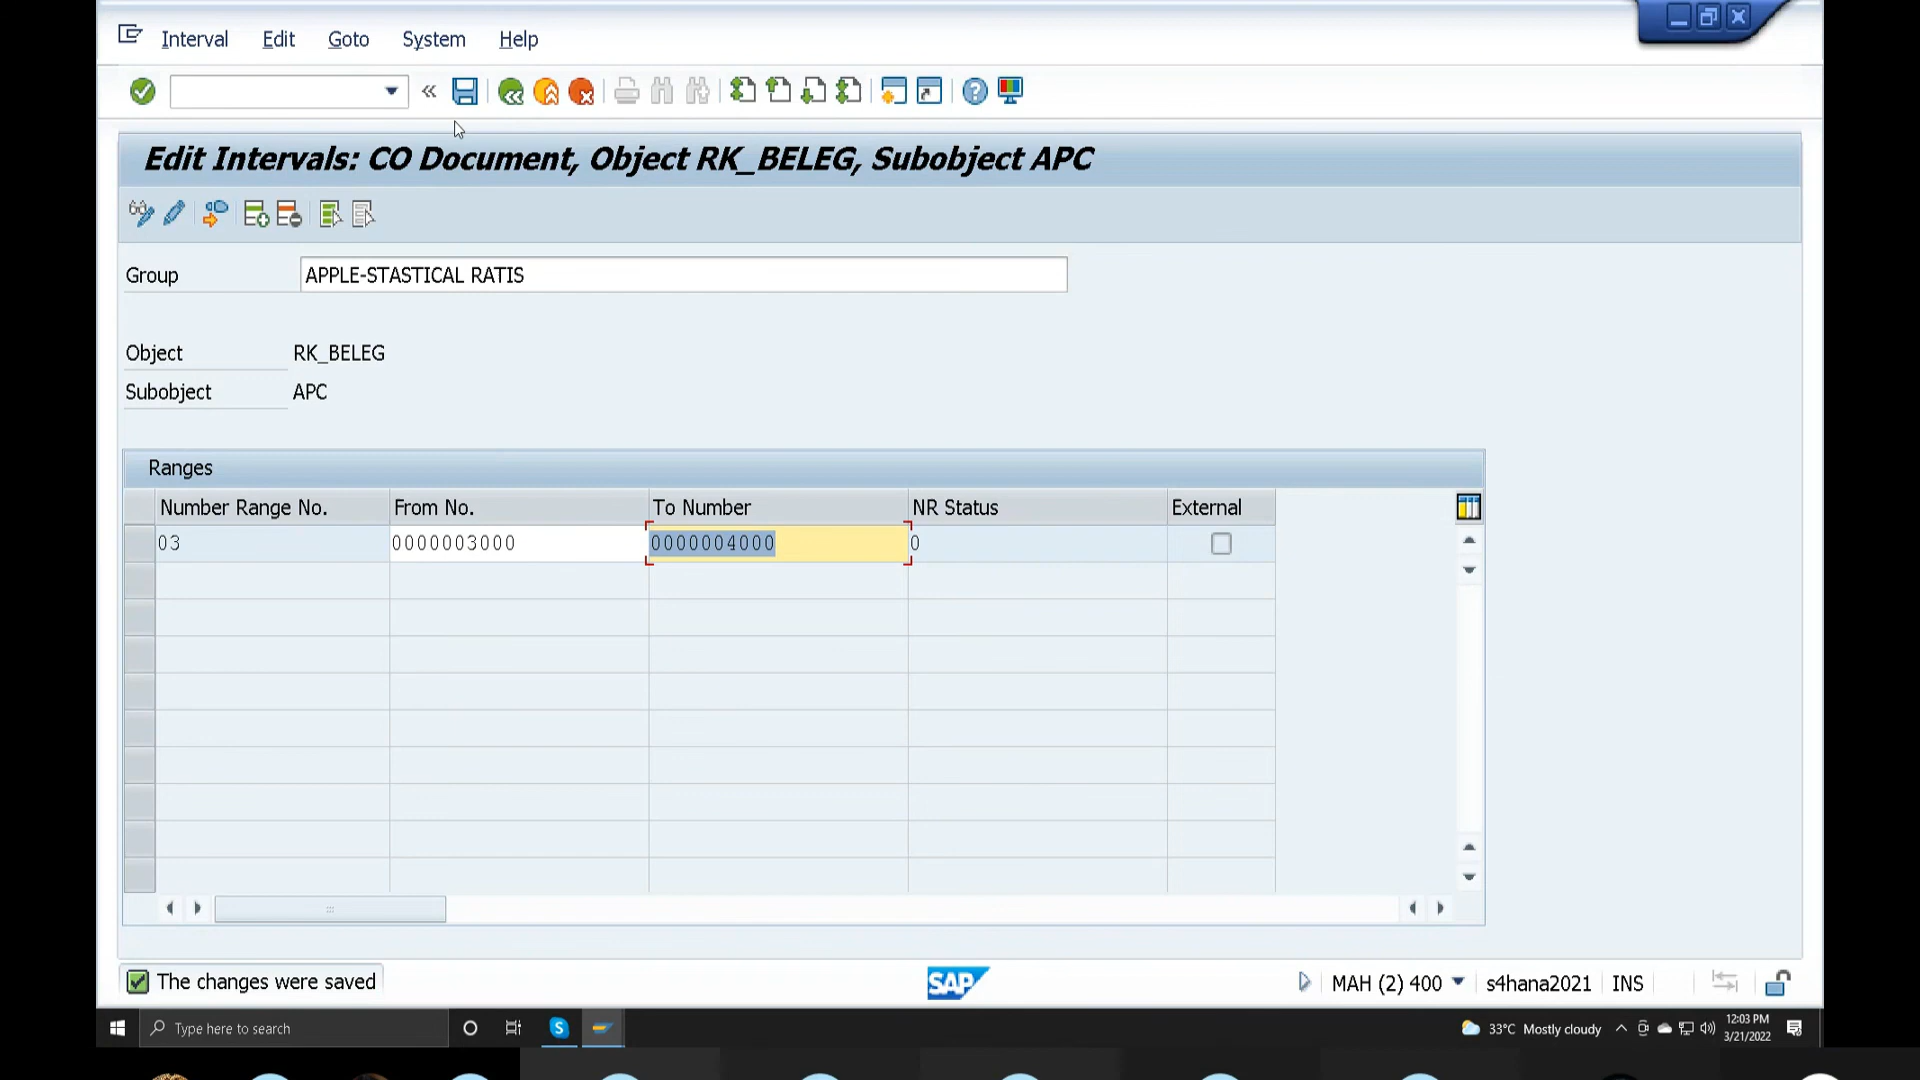 Interval Edit Goto System Help
Edit Intervals: CO Document, Object RK_BELEG, Subobject APC
Group APPLE-STASTICAL RATIS
Object RK_BELEG
Subobject APC
Ranges
Number Range No. From No. To Number NR Status External
03 0000003000 0000004000 0
The changes were saved SAP MAH (2) 400 s4hana2021 INS
Type here to search S 33°C Mostly cloudy 12:03 PM
3/21/2022